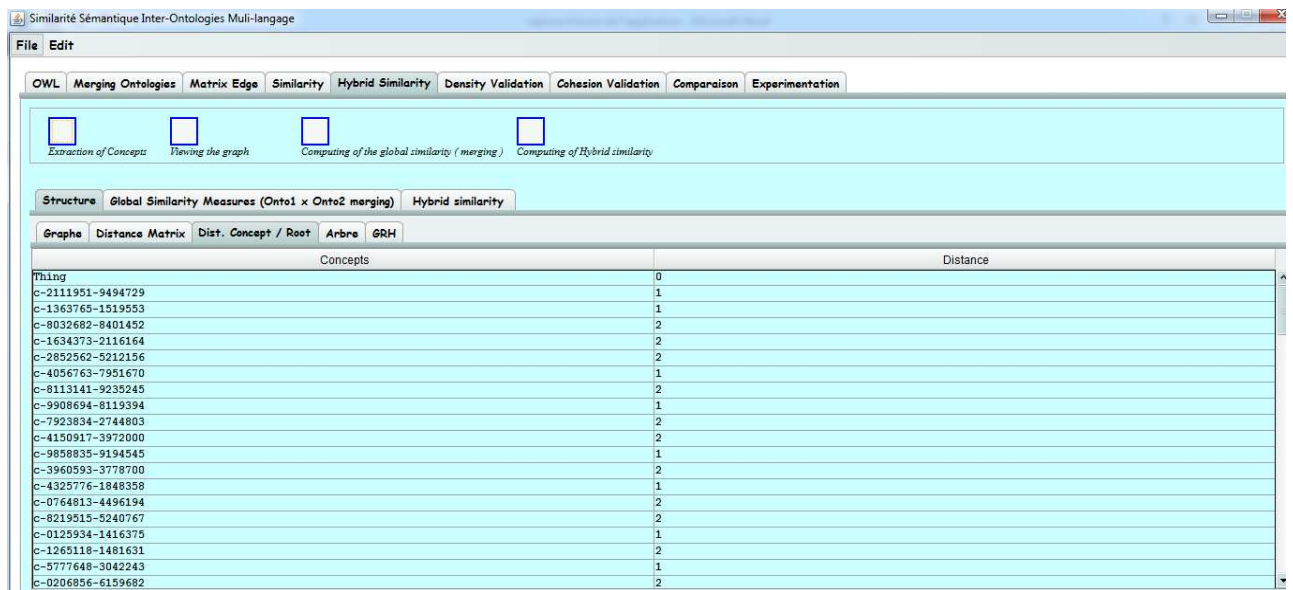 Similarité Sémantique Inter-Ontologies Muli-langage
File Edit
OWL Merging Ontologies Matrix Edge Similarity Hybrid Similarity Density Validation Cohesion Validation Comparaison Experimentation
Extraction of Concepts Viewing the graph Computing of the global similarity ( merging ) Computing of Hybrid similarity
Structure Global Similarity Measures (Onto1 x Onto2 merging) Hybrid similarity
Graphe Distance Matrix Dist. Concept / Root Arbre GRH
Concepts Distance
Thing 0
c-2111951-9494729 1
c-1363765-1519553 1
c-8032682-8401452 2
c-1634373-2116164 2
c-2852562-5212156 2
c-4056763-7951670 1
c-8113141-9235245 2
c-9908694-8119394 1
c-7923834-2744803 2
c-4150917-3972000 2
c-9858835-9194545 1
c-3960593-3778700 2
c-4325776-1848358 1
c-0764813-4496194 2
c-8219515-5240767 2
c-0125934-1416375 1
c-1265118-1481631 2
c-5777648-3042243 1
c-0206856-6159682 2